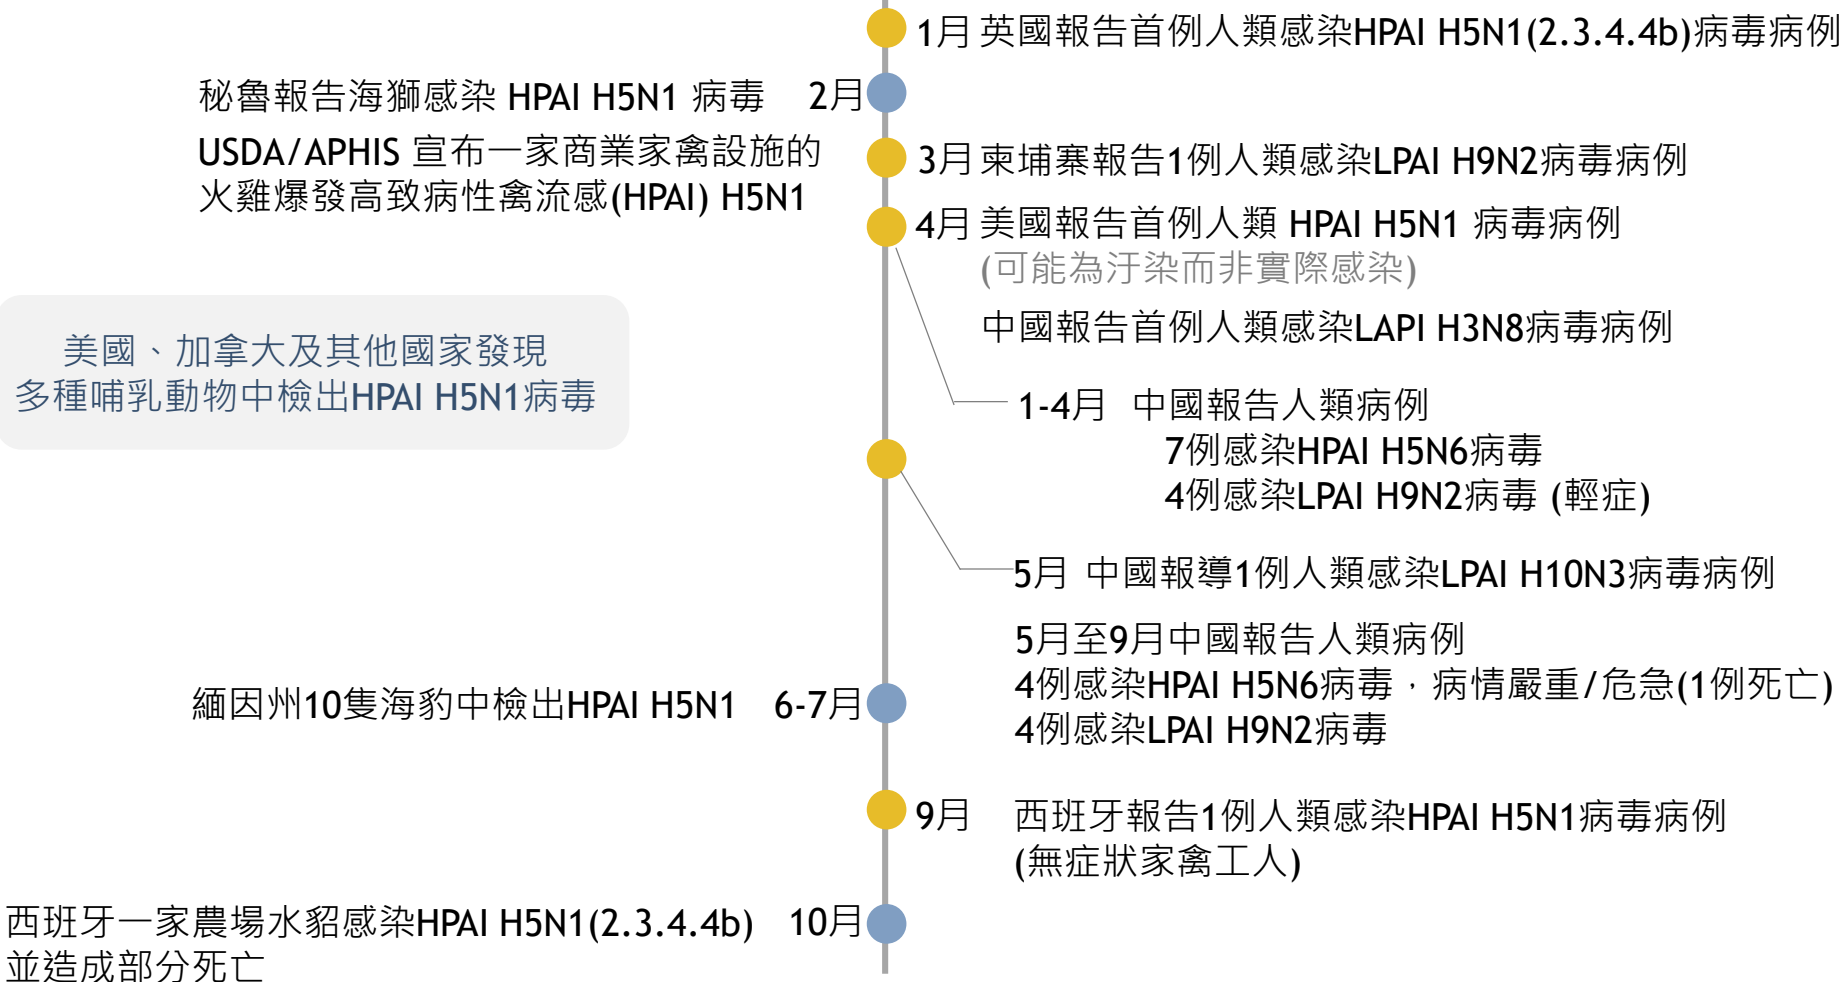 1月 英國報告首例人類感染HPAI H5N1(2.3.4.4b)病毒病例
秘魯報告海獅感染 HPAI H5N1 病毒 2月
USDA/APHIS 宣布一家商業家禽設施的
火雞爆發高致病性禽流感(HPAI) H5N1
3月 柬埔寨報告1例人類感染LPAI H9N2病毒病例
4月 美國報告首例人類 HPAI H5N1 病毒病例
(可能為汙染而非實際感染)
中國報告首例人類感染LAPI H3N8病毒病例
美國、加拿大及其他國家發現
多種哺乳動物中檢出HPAI H5N1病毒
1-4月 中國報告人類病例
7例感染HPAI H5N6病毒
4例感染LPAI H9N2病毒 (輕症)
5月 中國報導1例人類感染LPAI H10N3病毒病例
5月至9月中國報告人類病例
4例感染HPAI H5N6病毒，病情嚴重/危急(1例死亡)
4例感染LPAI H9N2病毒
緬因州10隻海豹中檢出HPAI H5N1 6-7月
9月 西班牙報告1例人類感染HPAI H5N1病毒病例
(無症狀家禽工人)
西班牙一家農場水貂感染HPAI H5N1(2.3.4.4b) 10月
並造成部分死亡